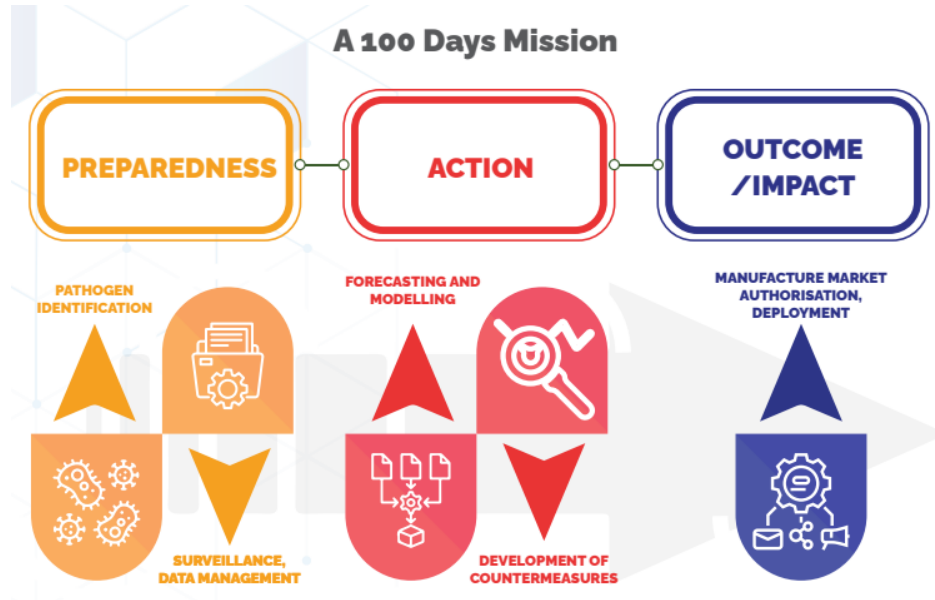 A 100 Days Mission
PREPAREDNESS
ACTION
OUTCOME
/IMPACT
PATHOGEN
IDENTIFICATION
FORECASTING AND
MODELLING
MANUFACTURE MARKET
AUTHORISATION,
DEPLOYMENT
SURVEILLANCE,
DATA MANAGEMENT
DEVELOPMENT OF
COUNTERMEASURES